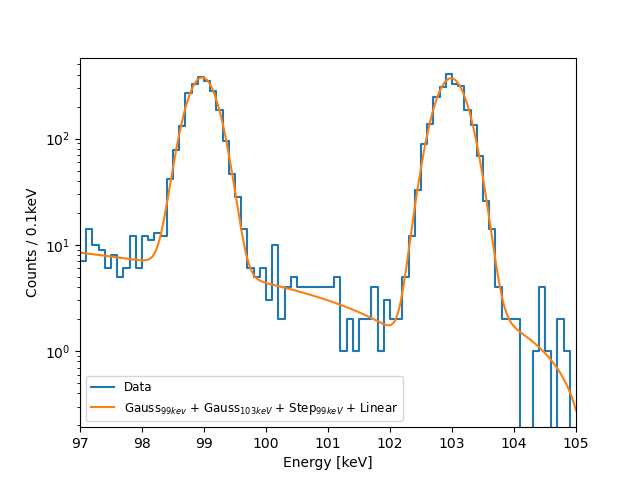 Counts / 0.1keV
10²
10¹
10⁰
Data
Gauss₉₉ₖₑᵥ + Gauss₁₀₃ₖₑV + Step₉₉ₖₑV + Linear
97 98 99 100 101 102 103 104 105
Energy [keV]